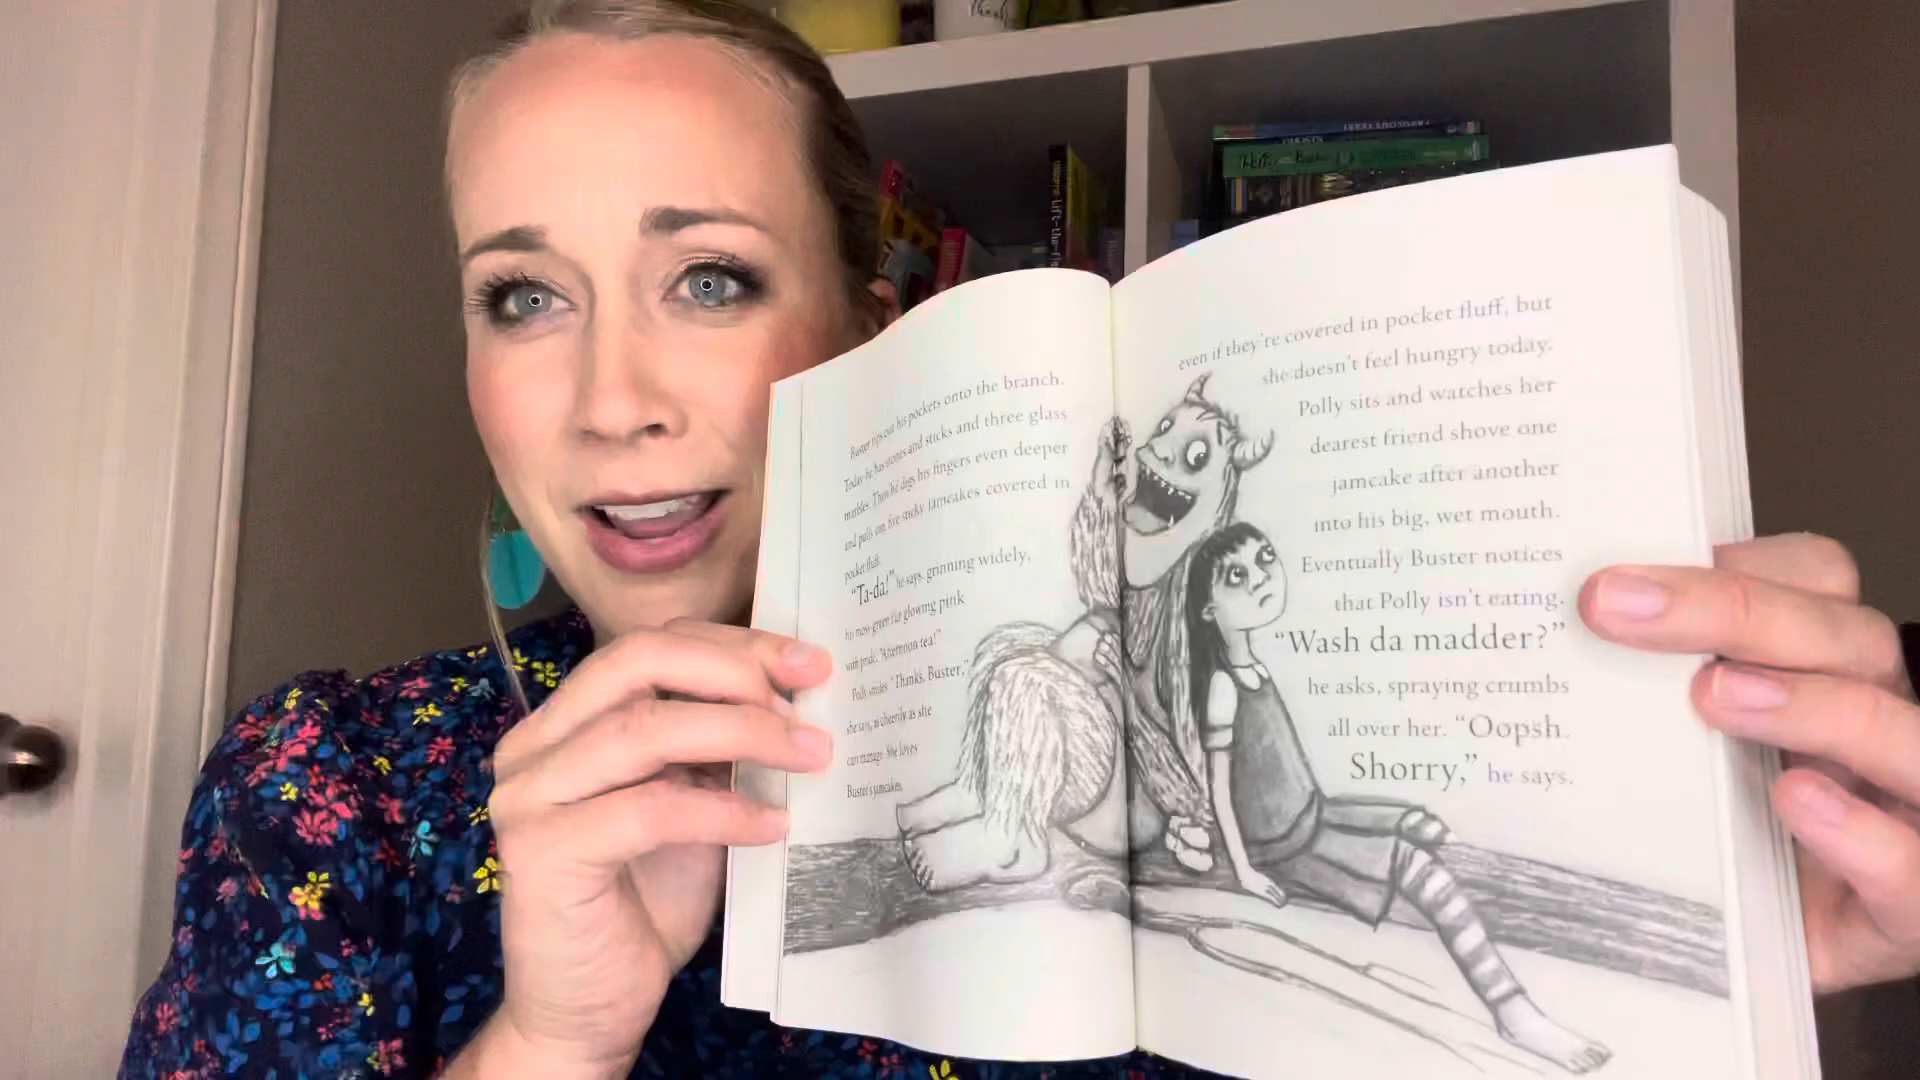 Buster tips out his pockets onto the branch.
Today he has stones and sticks and three glass
marbles. Then he digs his fingers even deeper
and pulls out five sticky jamcakes covered in
pocket fluff.
“Ta-da!” he says, grinning widely,
his moss-green fur glowing pink
with pride. “Afternoon tea!”
Polly smiles. “Thanks, Buster,”
she says, as cheerily as she
can manage. She loves
Buster's jamcakes,
even if they're covered in pocket fluff, but
she doesn't feel hungry today.
Polly sits and watches her
dearest friend shove one
jamcake after another
into his big, wet mouth.
Eventually Buster notices
that Polly isn't eating.
“Wash da madder?”
he asks, spraying crumbs
all over her. “Oopsh.
Shorry,” he says.
Usborne Lift-the-